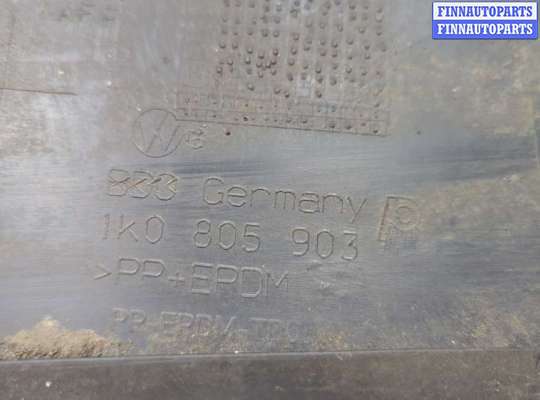 FINNAUTOPARTS
FINNAUTOPARTS
Germany
1K0 805 903
>PP+EPDM